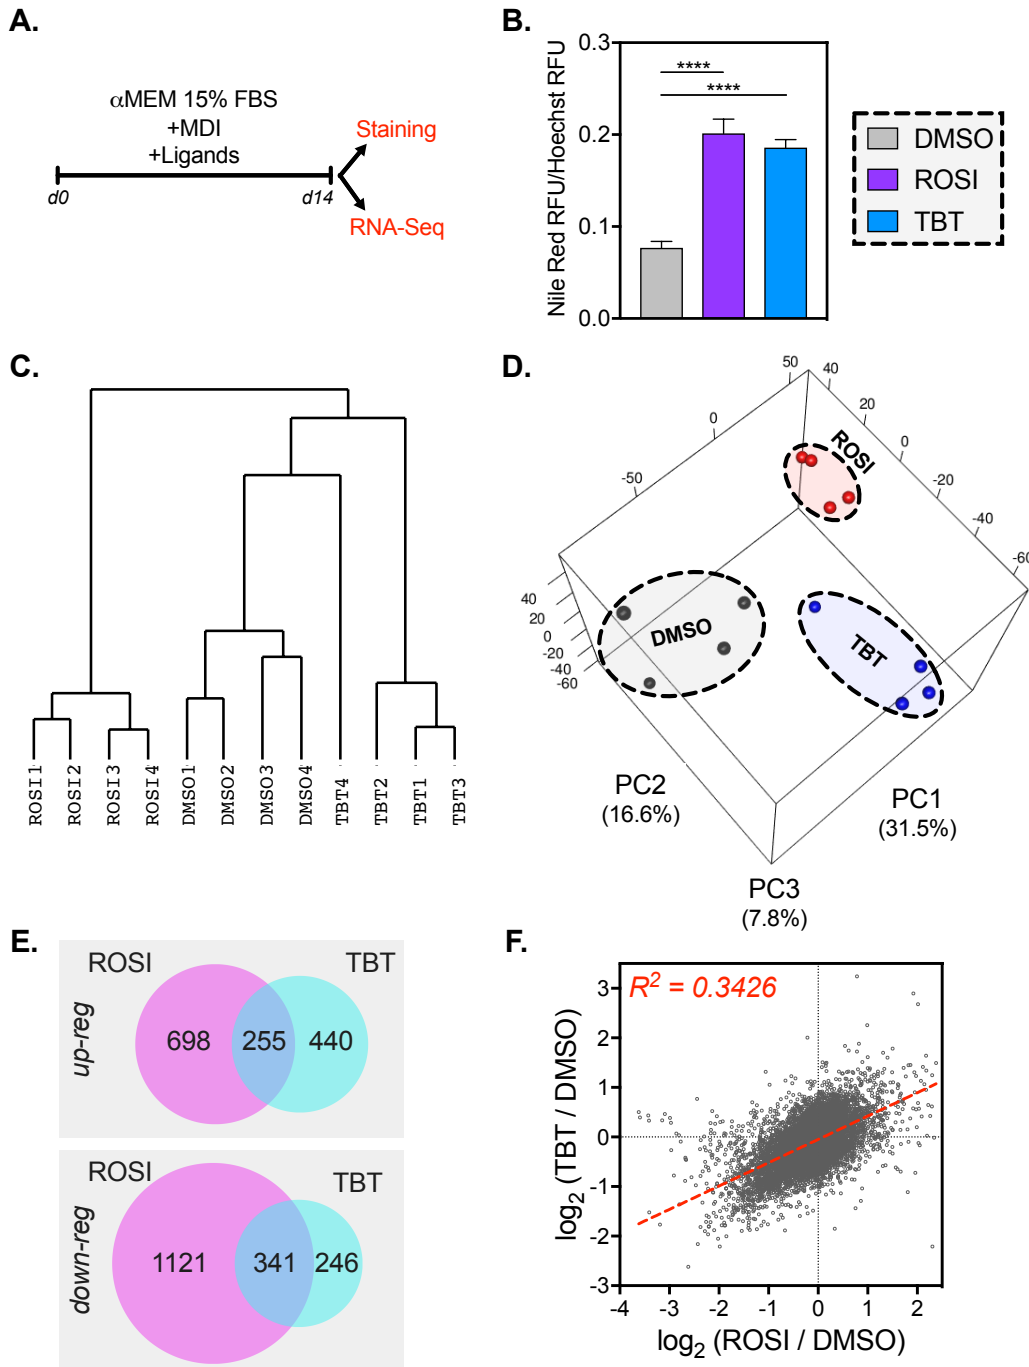 A.
αMEM 15% FBS
+MDI
+Ligands
d0
d14
Staining
RNA-Seq
B.
Nile Red RFU/Hoechst RFU
0.3
0.2
0.1
0.0
****
****
DMSO
ROSI
TBT
C.
ROSI1
ROSI2
ROSI3
ROSI4
DMSO1
DMSO2
DMSO3
DMSO4
TBT4
TBT2
TBT1
TBT3
D.
50
0
-50
40
20
0
-20
-40
-60
40
20
0
-20
-40
-60
ROSI
DMSO
TBT
PC2
(16.6%)
PC1
(31.5%)
PC3
(7.8%)
E.
ROSI
TBT
up-reg
698
255
440
ROSI
TBT
down-reg
1121
341
246
F.
R² = 0.3426
log₂ (TBT / DMSO)
3
2
1
0
-1
-2
-3
-4
-3
-2
-1
0
1
2
log₂ (ROSI / DMSO)